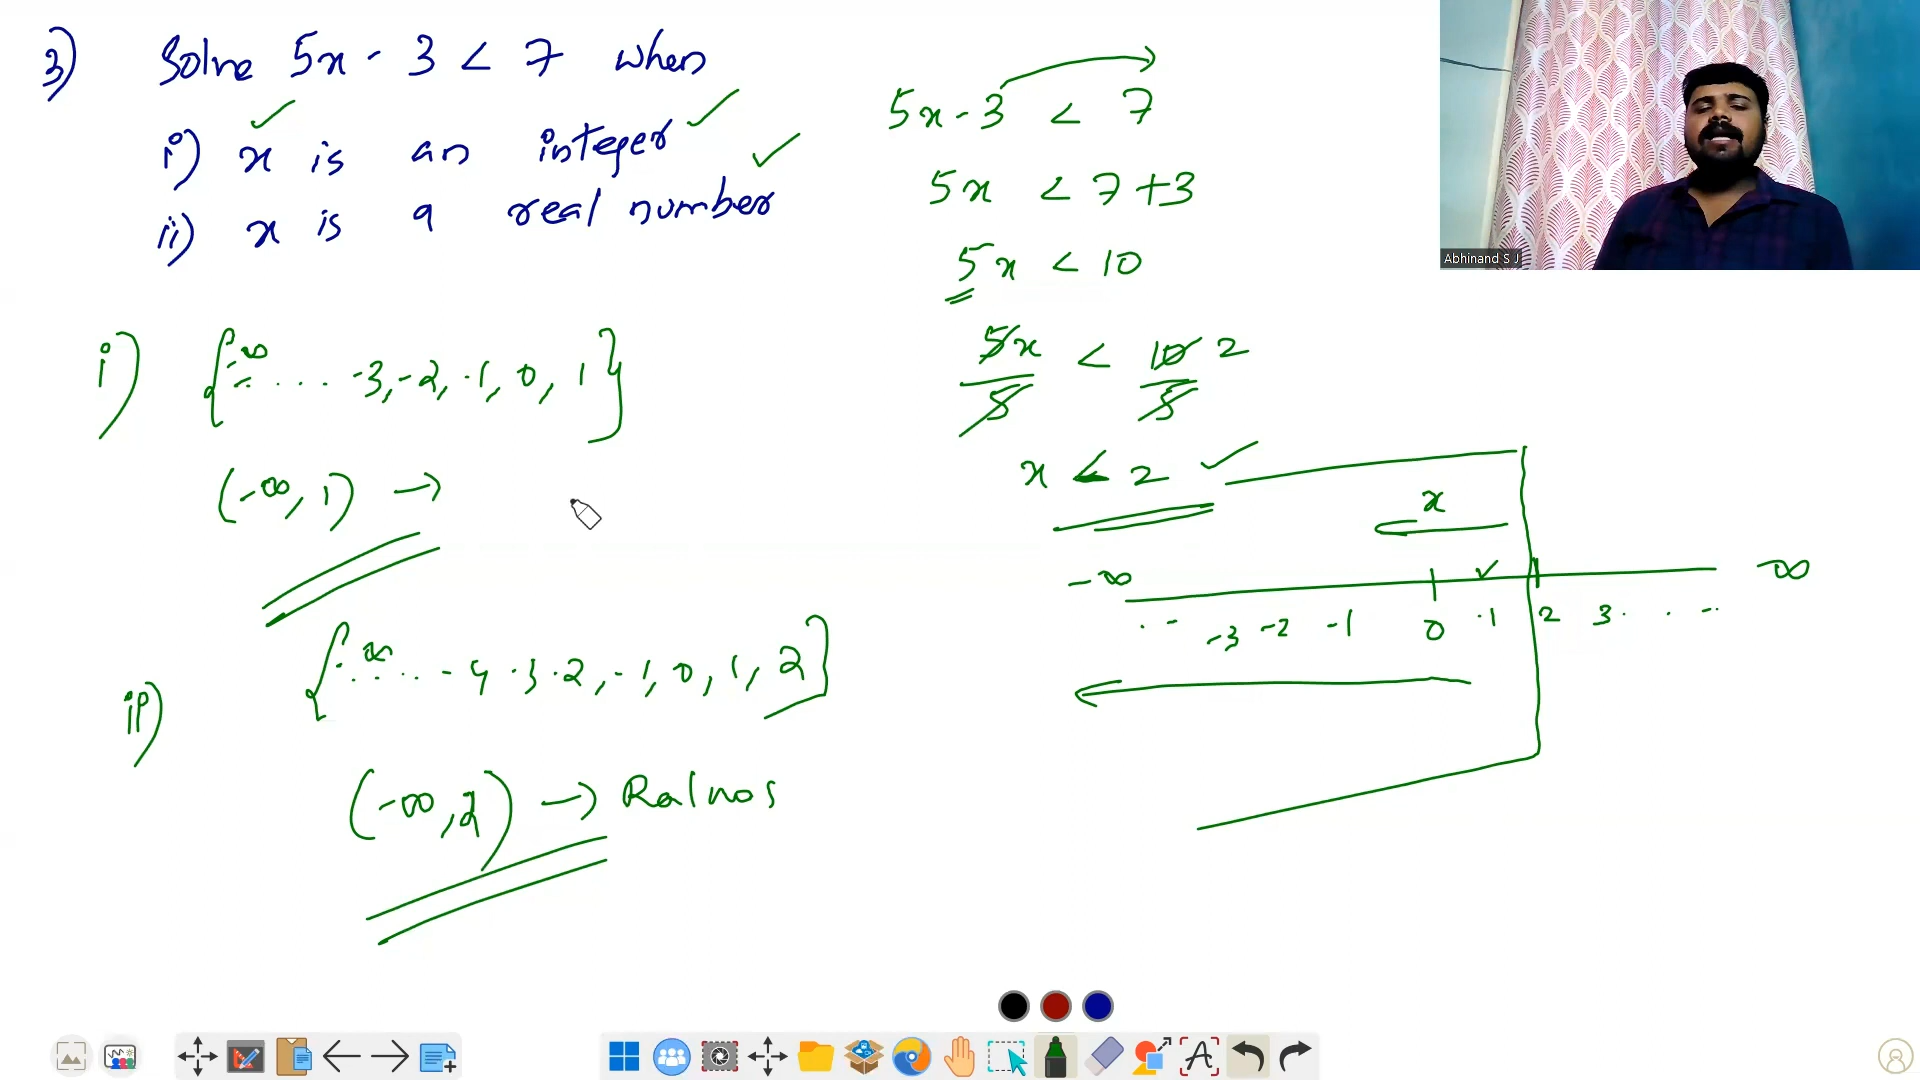 3) Solve 5x - 3 < 7 when
i) x is an integer
ii) x is a real number
i) { -∞ .... -3, -2, -1, 0, 1 }
(-∞, 1) →
ii) { ∞ .... -4 -3 -2, -1, 0, 1, 2 }
(-∞, 2) →
5x - 3 < 7
5x < 7 + 3
5x < 10
5x/5 < 10/5 2
x < 2
x
-∞ ∞
-3 -2 -1 0 1 2 3 . . .
Abhinand S J